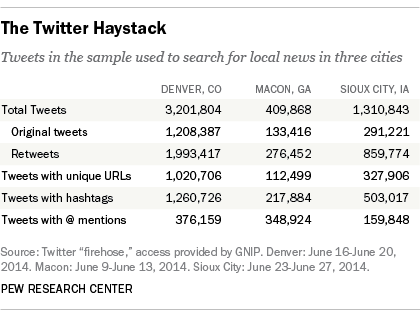 The Twitter Haystack
Tweets in the sample used to search for local news in three cities
DENVER, CO MACON, GA SIOUX CITY, IA
Total Tweets 3,201,804 409,868 1,310,843
Original tweets 1,208,387 133,416 291,221
Retweets 1,993,417 276,452 859,774
Tweets with unique URLs 1,020,706 112,499 327,906
Tweets with hashtags 1,260,726 217,884 503,017
Tweets with @ mentions 376,159 348,924 159,848
Source: Twitter “firehose,” access provided by GNIP. Denver: June 16-June 20,
2014. Macon: June 9-June 13, 2014. Sioux City: June 23-June 27, 2014.
PEW RESEARCH CENTER